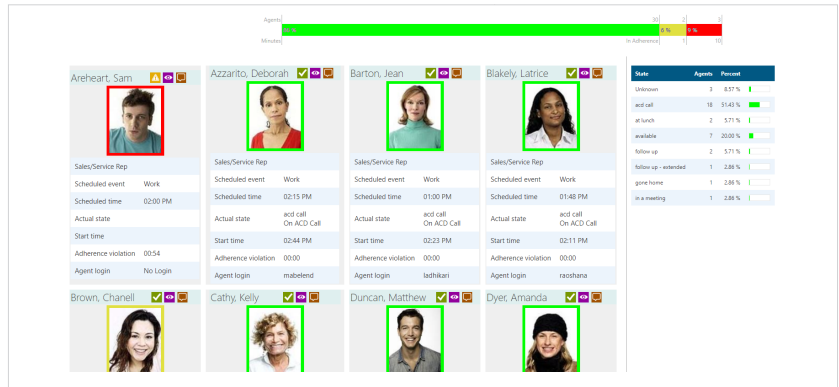 Agents 30 2 3
6 % 9 %
Minutes In Adherence 1 10
Areheart, Sam
Sales/Service Rep
Scheduled event Work
Scheduled time 02:00 PM
Actual state
Start time
Adherence violation 00:54
Agent login No Login
Azzarito, Deborah
Sales/Service Rep
Scheduled event Work
Scheduled time 02:15 PM
Actual state acd call
On ACD Call
Start time 02:44 PM
Adherence violation 00:00
Agent login mabelend
Barton, Jean
Sales/Service Rep
Scheduled event Work
Scheduled time 01:00 PM
Actual state acd call
On ACD Call
Start time 02:23 PM
Adherence violation 00:00
Agent login ladhikari
Blakely, Latrice
Sales/Service Rep
Scheduled event Work
Scheduled time 01:48 PM
Actual state acd call
On ACD Call
Start time 02:11 PM
Adherence violation 00:00
Agent login raoshana
State Agents Percent
Unknown 3 8.57 %
acd call 18 51.43 %
at lunch 2 5.71 %
available 7 20.00 %
follow up 2 5.71 %
follow up - extended 1 2.86 %
gone home 1 2.86 %
in a meeting 1 2.86 %
Brown, Chanell
Cathy, Kelly
Duncan, Matthew
Dyer, Amanda